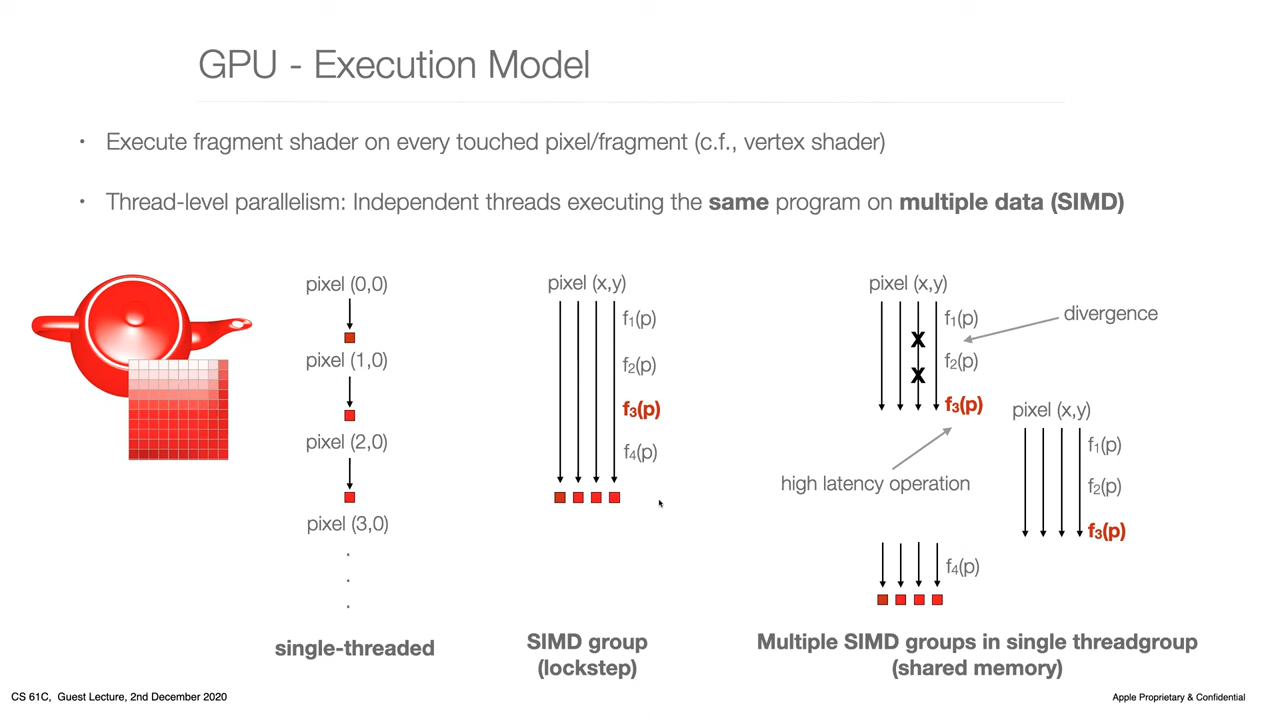 GPU - Execution Model
• Execute fragment shader on every touched pixel/fragment (c.f., vertex shader)
• Thread-level parallelism: Independent threads executing the same program on multiple data (SIMD)
pixel (0,0)
pixel (1,0)
pixel (2,0)
pixel (3,0)
.
.
.
single-threaded
pixel (x,y)
f₁(p)
f₂(p)
f₃(p)
f₄(p)
SIMD group
(lockstep)
pixel (x,y)
f₁(p)
divergence
X
f₂(p)
X
f₃(p)
high latency operation
pixel (x,y)
f₁(p)
f₂(p)
f₃(p)
f₄(p)
Multiple SIMD groups in single threadgroup
(shared memory)
CS 61C, Guest Lecture, 2nd December 2020
Apple Proprietary & Confidential